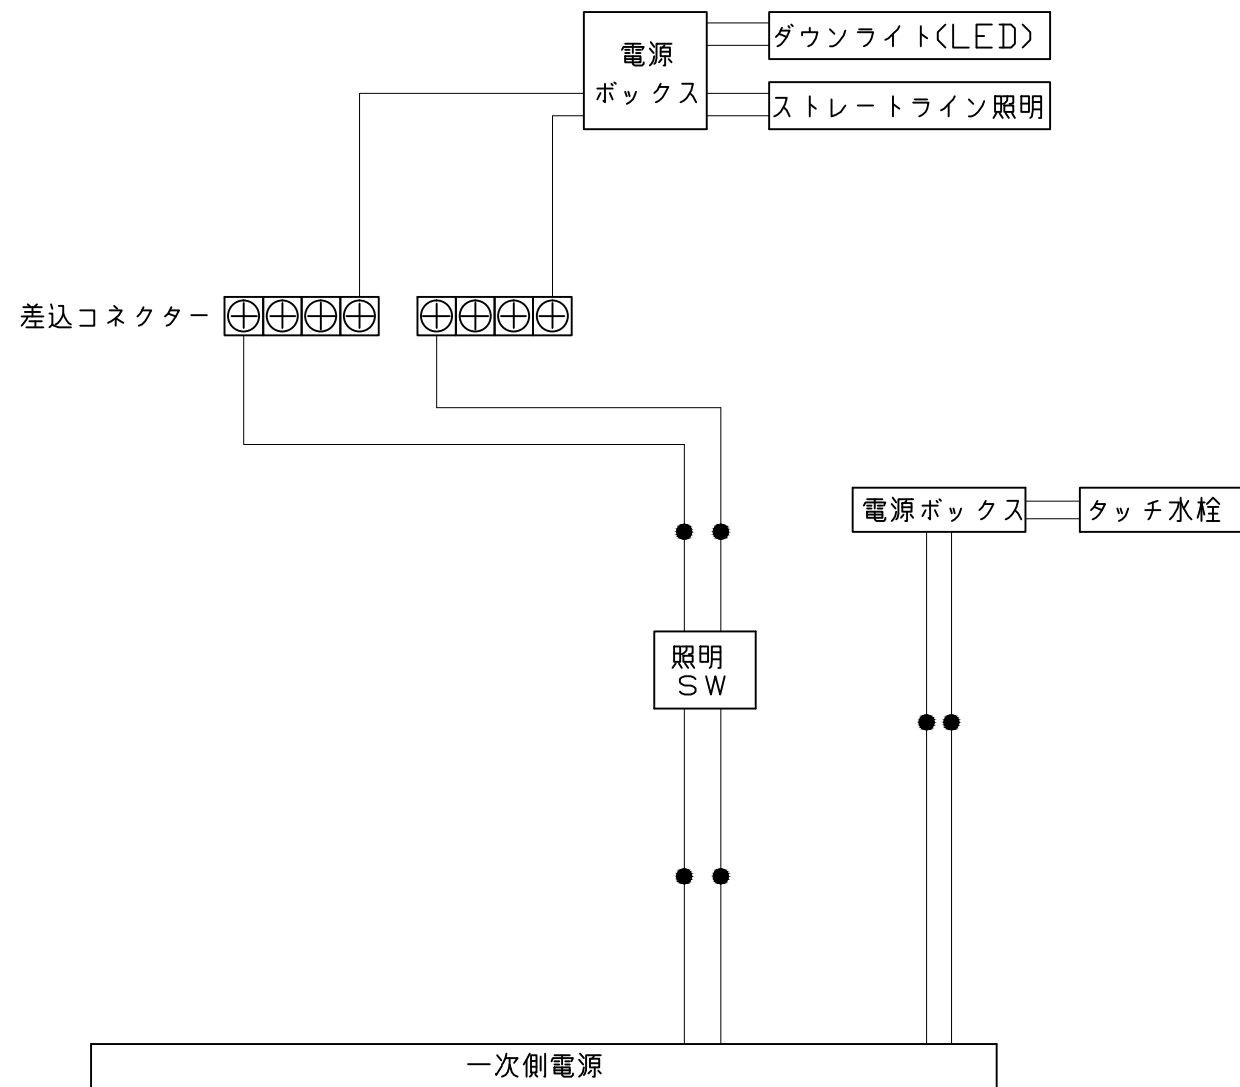 電源
ボックス
ダウンライト(LED)
ストレートライン照明
差込コネクター
電源ボックス
タッチ水栓
照明
SW
一次側電源